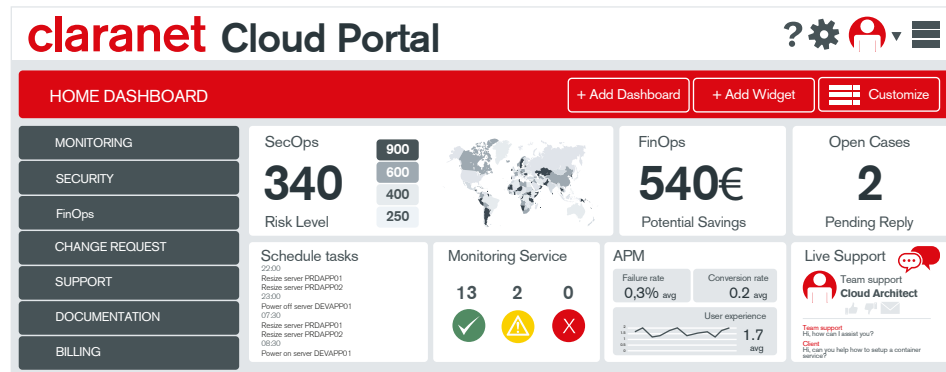 claranet Cloud Portal
?
HOME DASHBOARD
+ Add Dashboard
+ Add Widget
Customize
MONITORING
SECURITY
FinOps
CHANGE REQUEST
SUPPORT
DOCUMENTATION
BILLING
SecOps
340
Risk Level
900
600
400
250
FinOps
540€
Potential Savings
Open Cases
2
Pending Reply
Schedule tasks
22:00
Resize server PRDAPP01
Resize server PRDAPP02
23:00
Power off server DEVAPP01
07:30
Resize server PRDAPP01
Resize server PRDAPP02
08:30
Power on server DEVAPP01
Monitoring Service
13 2 0
X
APM
Failure rate
0,3% avg
Conversion rate
0.2 avg
User experience
1.7
avg
Live Support
Team support
Cloud Architect
Team support
Hi, how can I assist you?
Client
Hi, can you help how to setup a container
service?